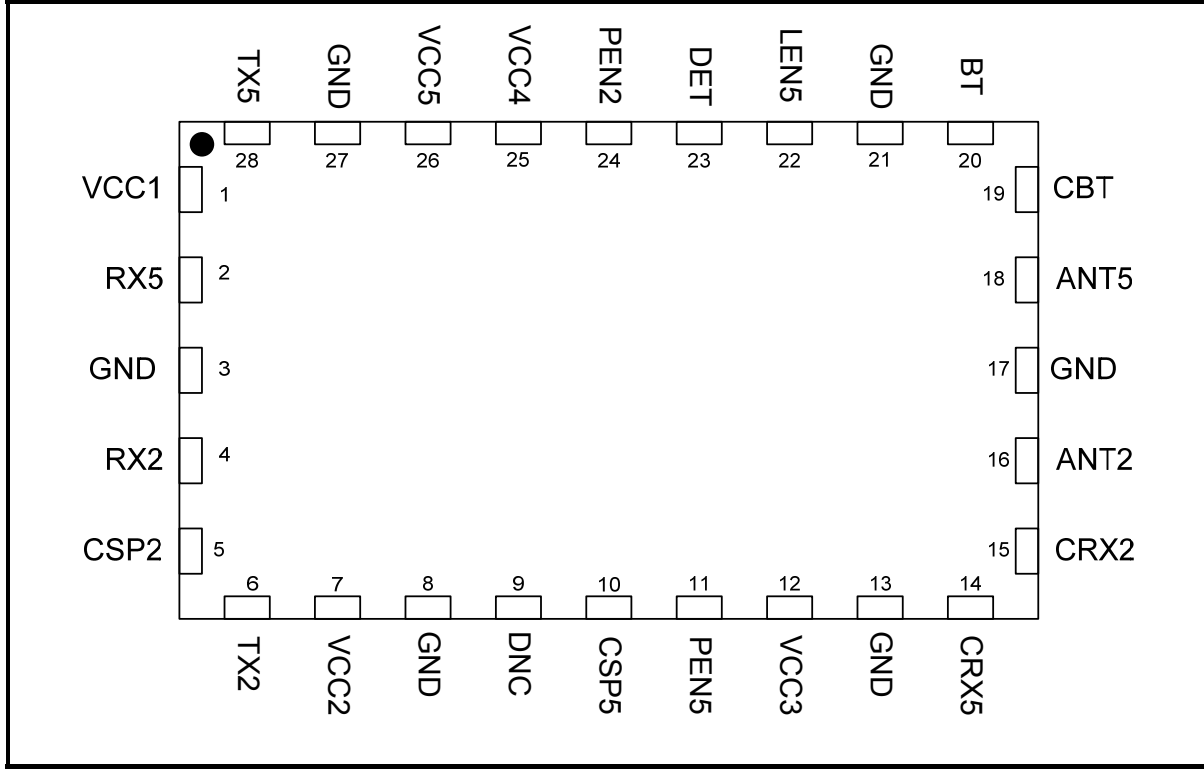 TX5 GND VCC5 VCC4 PEN2 DET LEN5 GND BT
28 27 26 25 24 23 22 21 20
VCC1 1 19 CBT
RX5 2 18 ANT5
GND 3 17 GND
RX2 4 16 ANT2
CSP2 5 15 CRX2
6 7 8 9 10 11 12 13 14
TX2 VCC2 GND DNC CSP5 PEN5 VCC3 GND CRX5